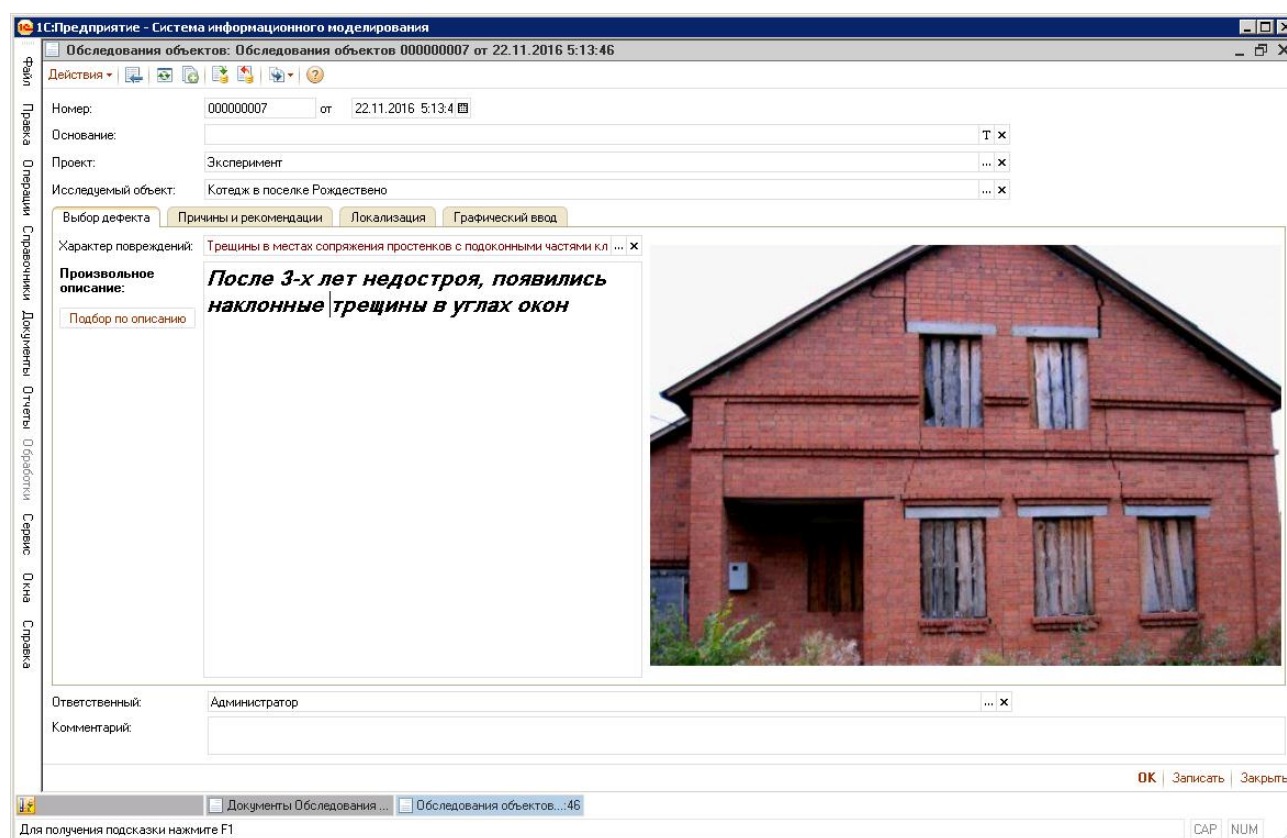 1С:Предприятие - Система информационного моделирования
Обследования объектов: Обследования объектов 000000007 от 22.11.2016 5:13:46
Файл Правка Операции Справочники Документы Отчеты Обработки Сервис Окна Справка
Действия
Номер: 000000007 от 22.11.2016 5:13:4
Основание: T
Проект: Эксперимент ...
Исследуемый объект: Котедж в поселке Рождествено ...
Выбор дефекта Причины и рекомендации Локализация Графический ввод
Характер повреждений: Трещины в местах сопряжения простенков с подоконными частями кл ...
Произвольное
описание:
Подбор по описанию
После 3-х лет недостроя, появились
наклонные трещины в углах окон
Ответственный: Администратор ...
Комментарий:
OK Записать Закрыть
Документы Обследования ... Обследования объектов...:46
Для получения подсказки нажмите F1 CAP NUM